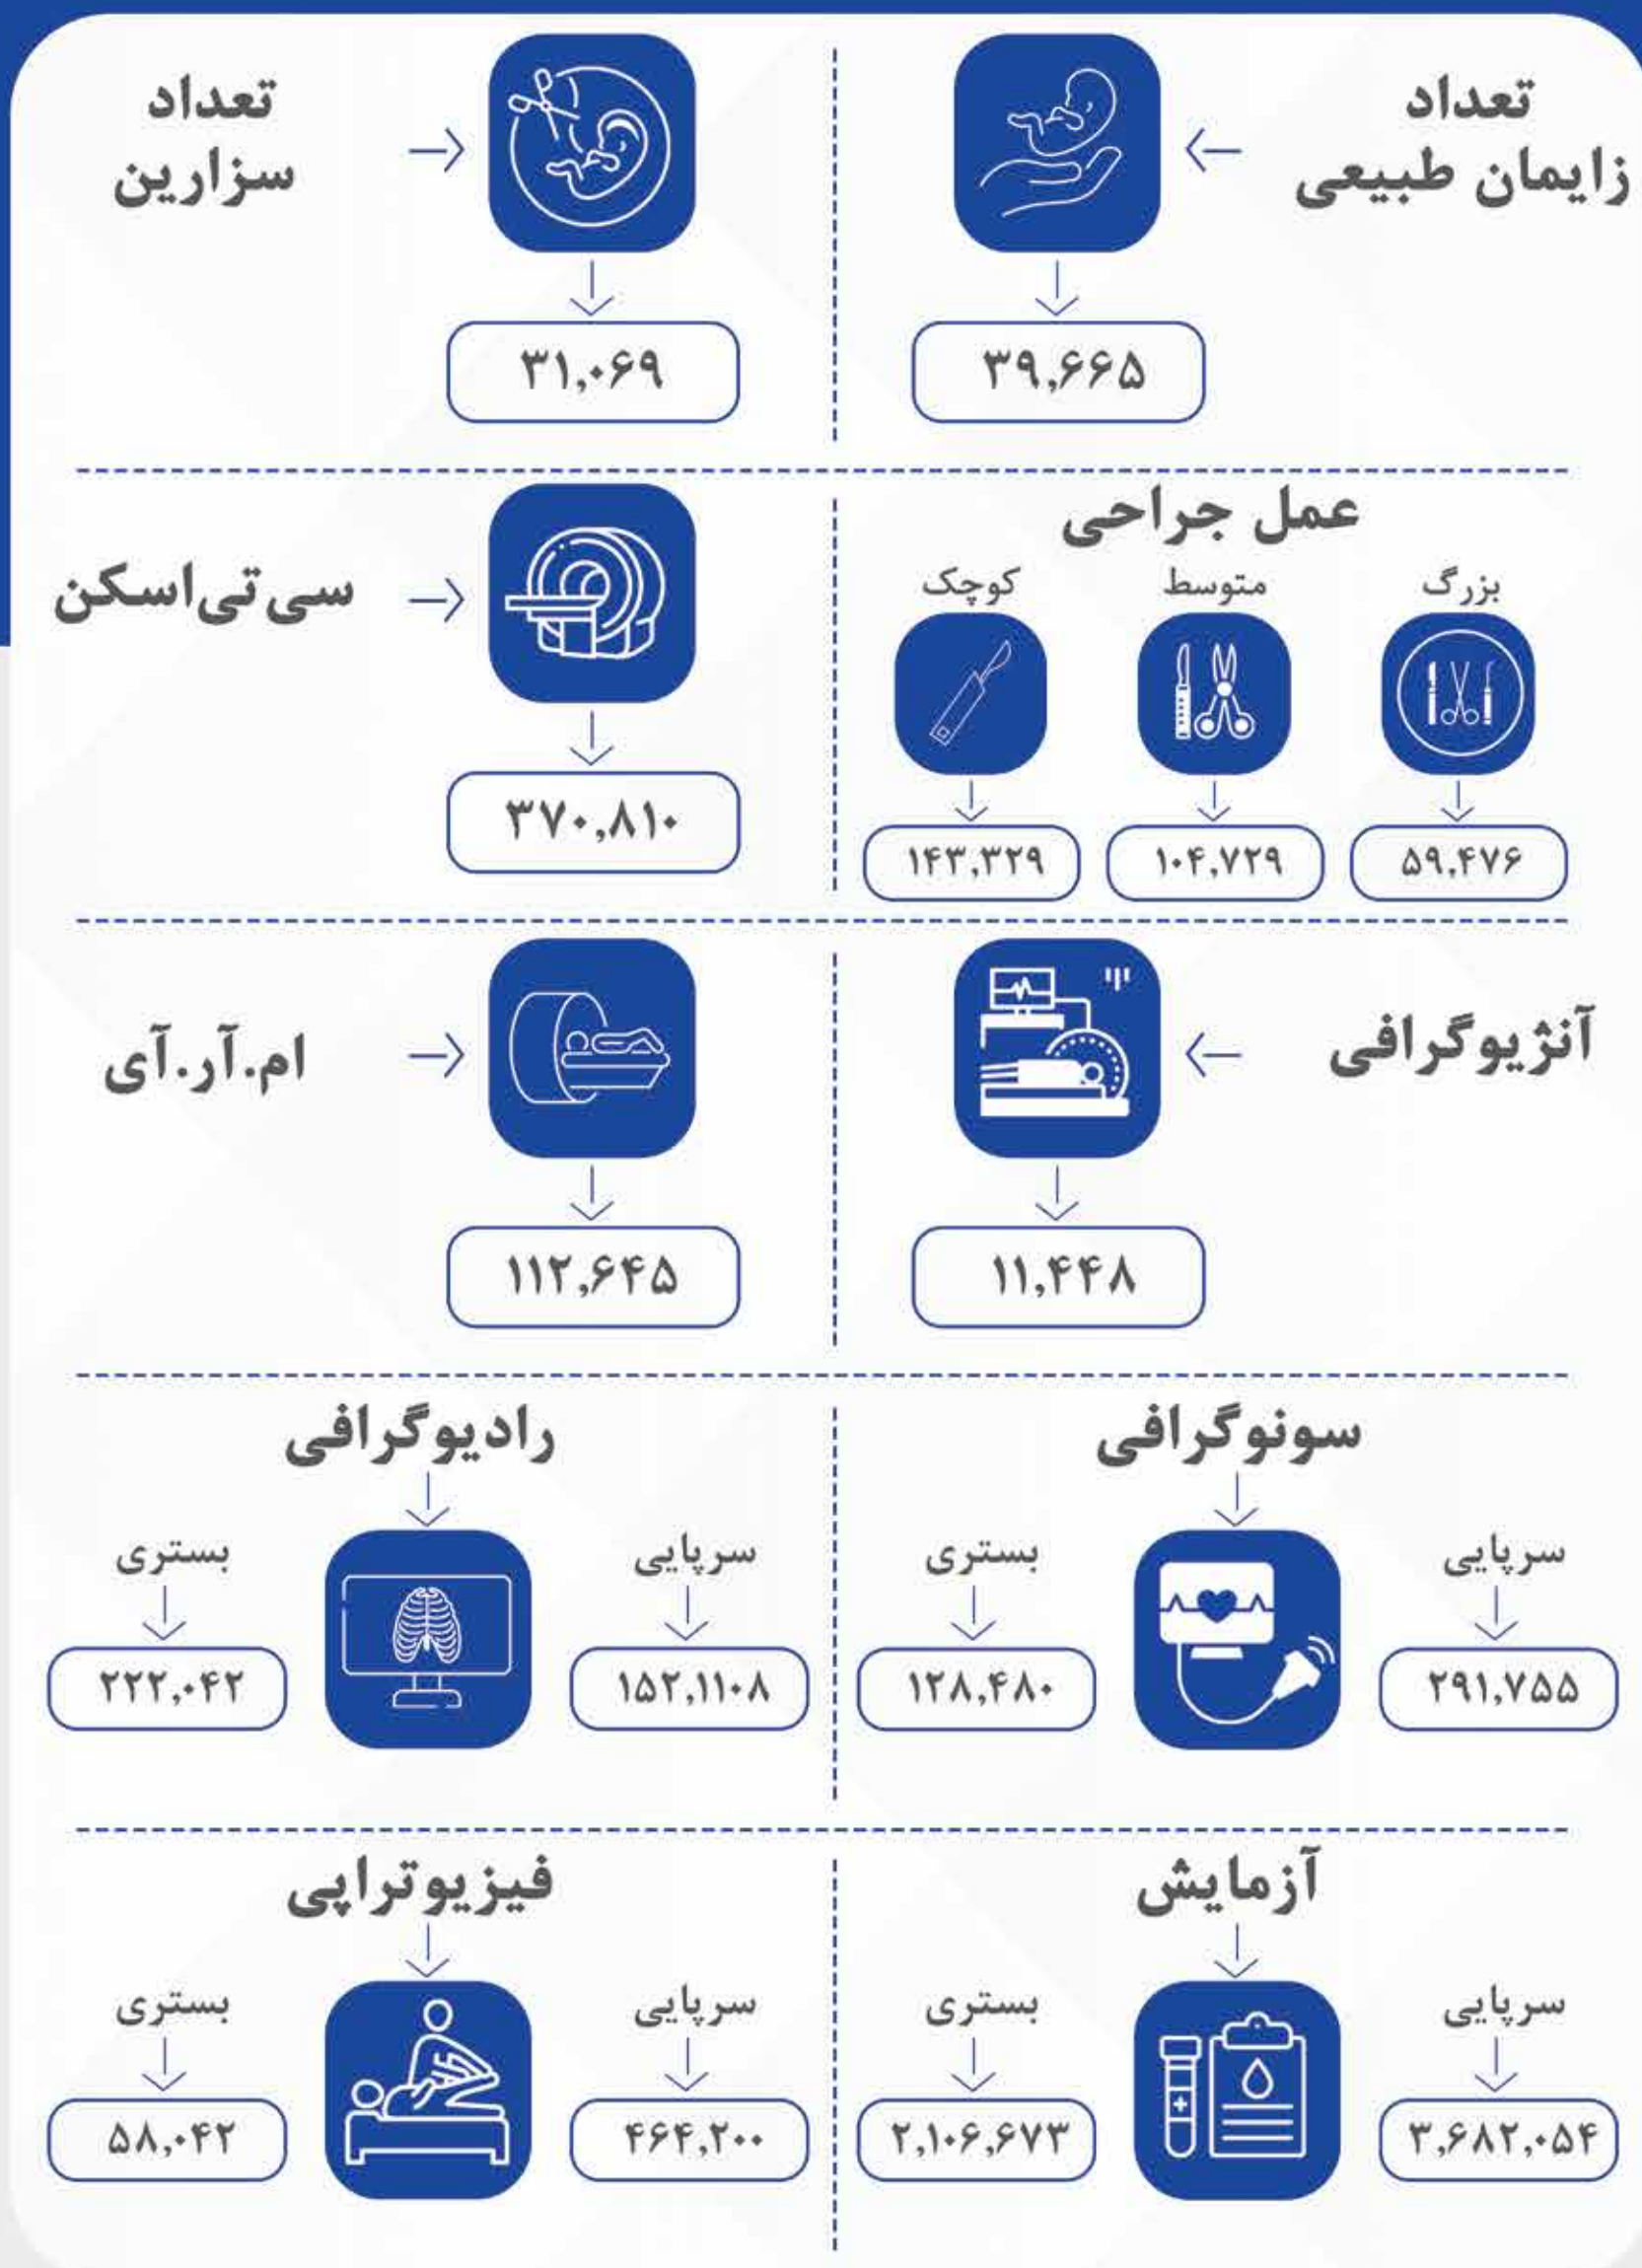 تعداد
زایمان طبیعی
۳۹,۶۶۵
تعداد
سزارین
۳۱,۰۶۹
عمل جراحی
بزرگ
۵۹,۴۷۶
متوسط
۱۰۴,۷۲۹
کوچک
۱۴۳,۳۲۹
سی‌تی‌اسکن
۳۷۰,۸۱۰
آنژیوگرافی
۱۱,۴۴۸
ام.آر.آی
۱۱۲,۶۴۵
سونوگرافی
سرپایی
۲۹۱,۷۵۵
بستری
۱۲۸,۴۸۰
رادیوگرافی
سرپایی
۱۵۲,۱۱۰۸
بستری
۲۲۲,۰۴۲
آزمایش
سرپایی
۳,۶۸۲,۰۵۴
بستری
۲,۱۰۶,۶۷۳
فیزیوتراپی
سرپایی
۴۶۴,۲۰۰
بستری
۵۸,۰۴۲